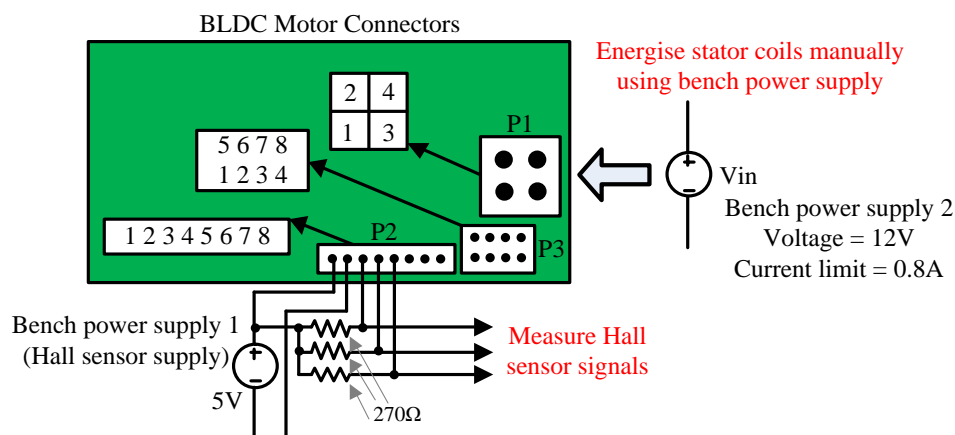 BLDC Motor Connectors
Energise stator coils manually
using bench power supply
2 4
1 3
P1
5 6 7 8
1 2 3 4
Vin
Bench power supply 2
Voltage = 12V
Current limit = 0.8A
1 2 3 4 5 6 7 8
P2
P3
Bench power supply 1
(Hall sensor supply)
5V
Measure Hall
sensor signals
270Ω